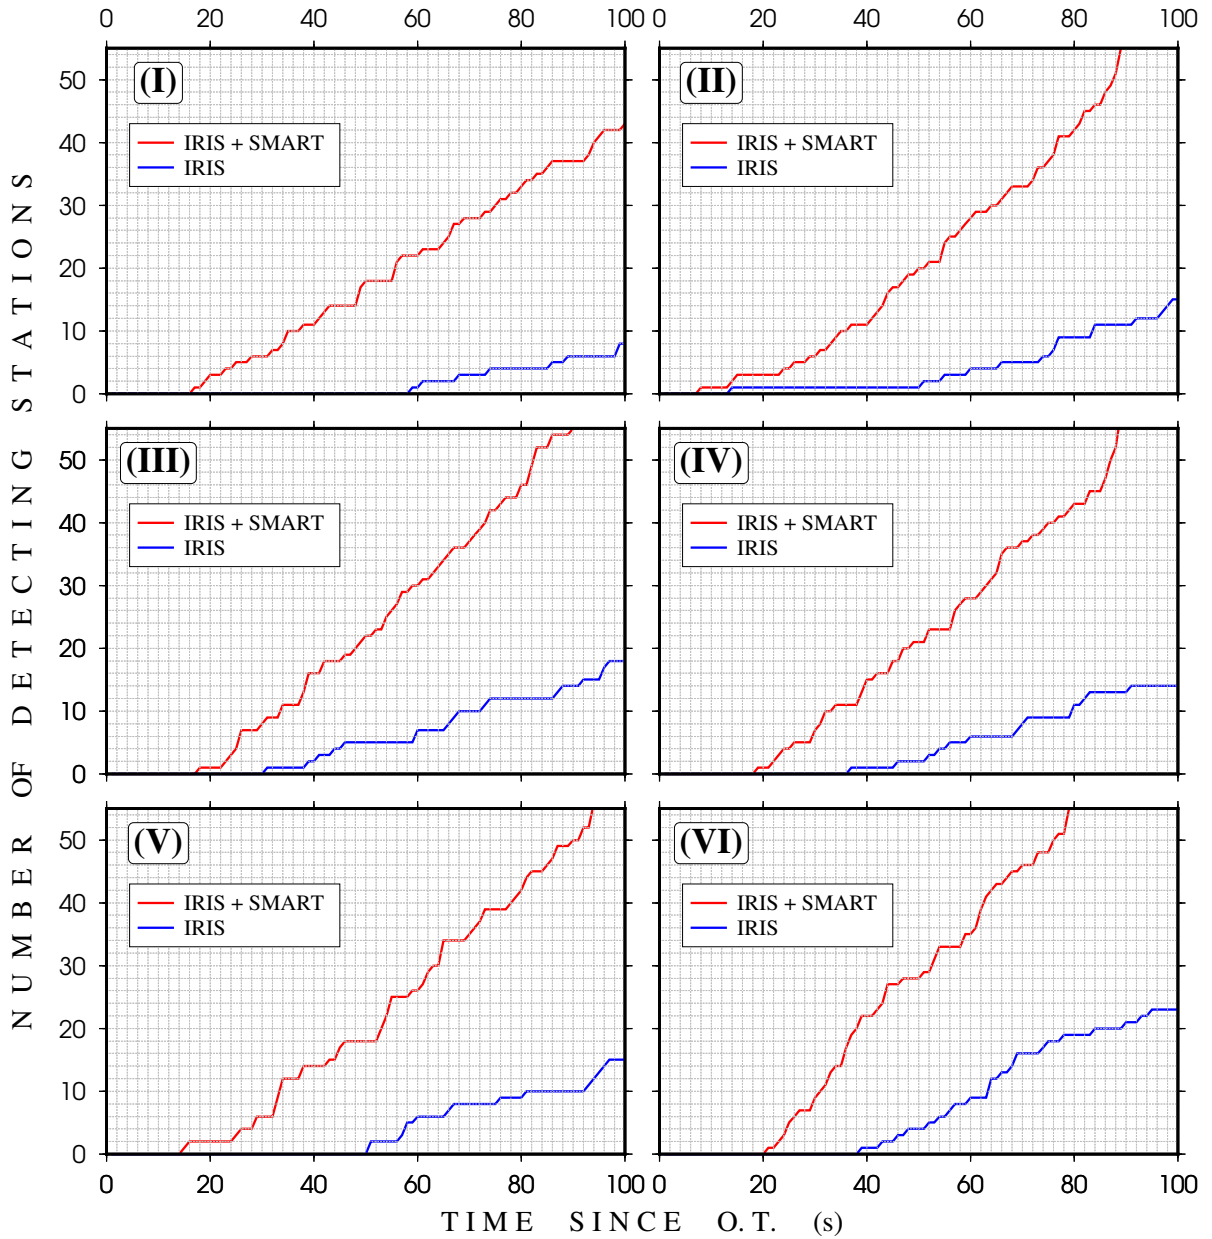 0 20 40 60 80 100 0 20 40 60 80 100
(I)
IRIS + SMART
IRIS
50
40
30
20
10
0
(II)
IRIS + SMART
IRIS
(III)
IRIS + SMART
IRIS
50
40
30
20
10
0
(IV)
IRIS + SMART
IRIS
(V)
IRIS + SMART
IRIS
50
40
30
20
10
0
(VI)
IRIS + SMART
IRIS
0 20 40 60 80 100 0 20 40 60 80 100
TIME SINCE O.T. (s)
NUMBER OF DETECTING STATIONS